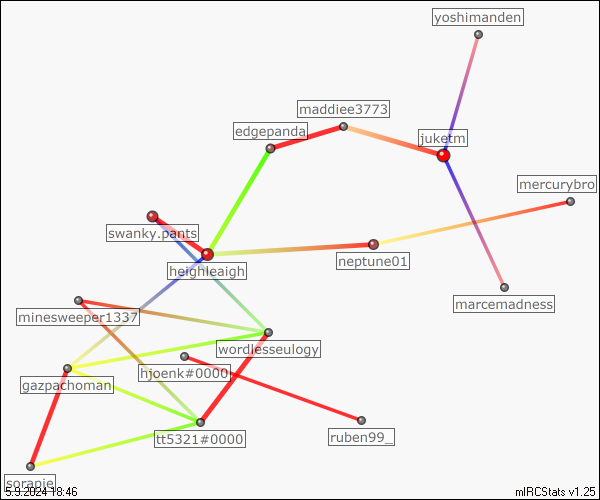 yoshimanden
maddiee3773
edgepanda
juketm
mercurybro
swanky.pants
neptune01
heighleaigh
marcemadness
minesweeper1337
wordlesseulogy
hjoenk#0000
gazpachoman
ruben99_
tt5321#0000
sorapie
5.9.2024 18:46
mIRCStats v1.25